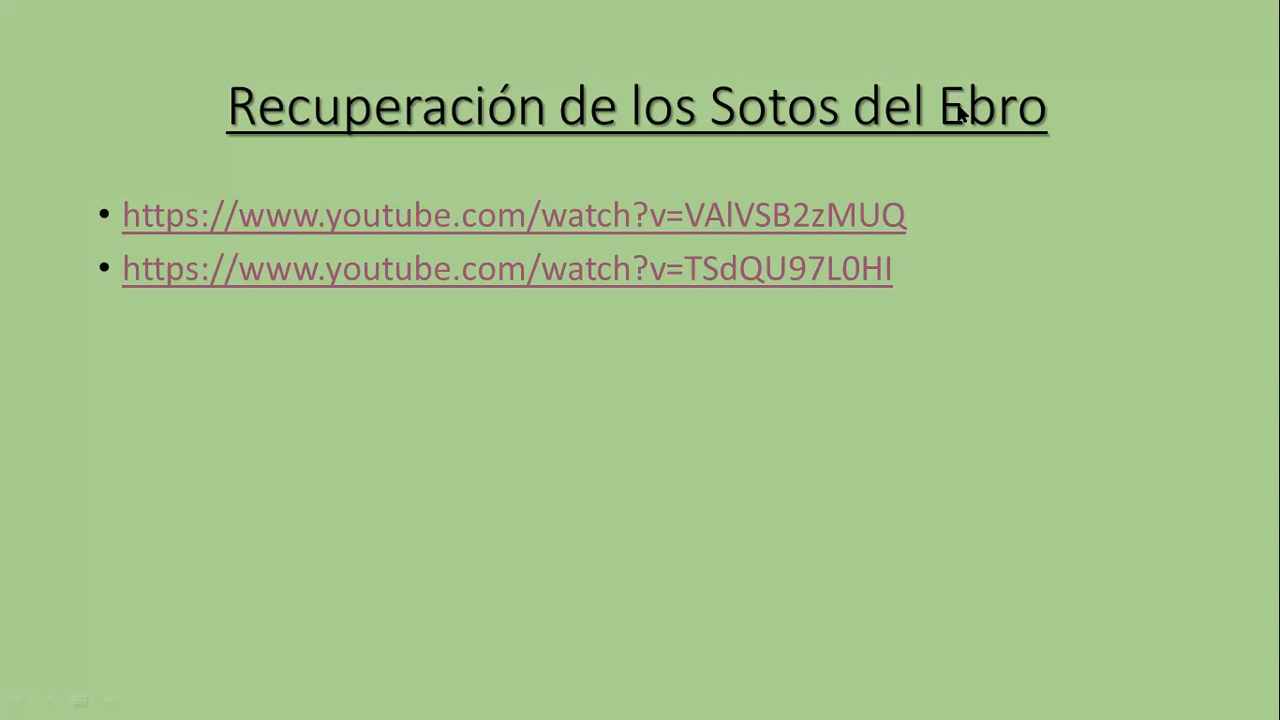 Recuperación de los Sotos del Ebro
• https://www.youtube.com/watch?v=VAlVSB2zMUQ
• https://www.youtube.com/watch?v=TSdQU97L0HI